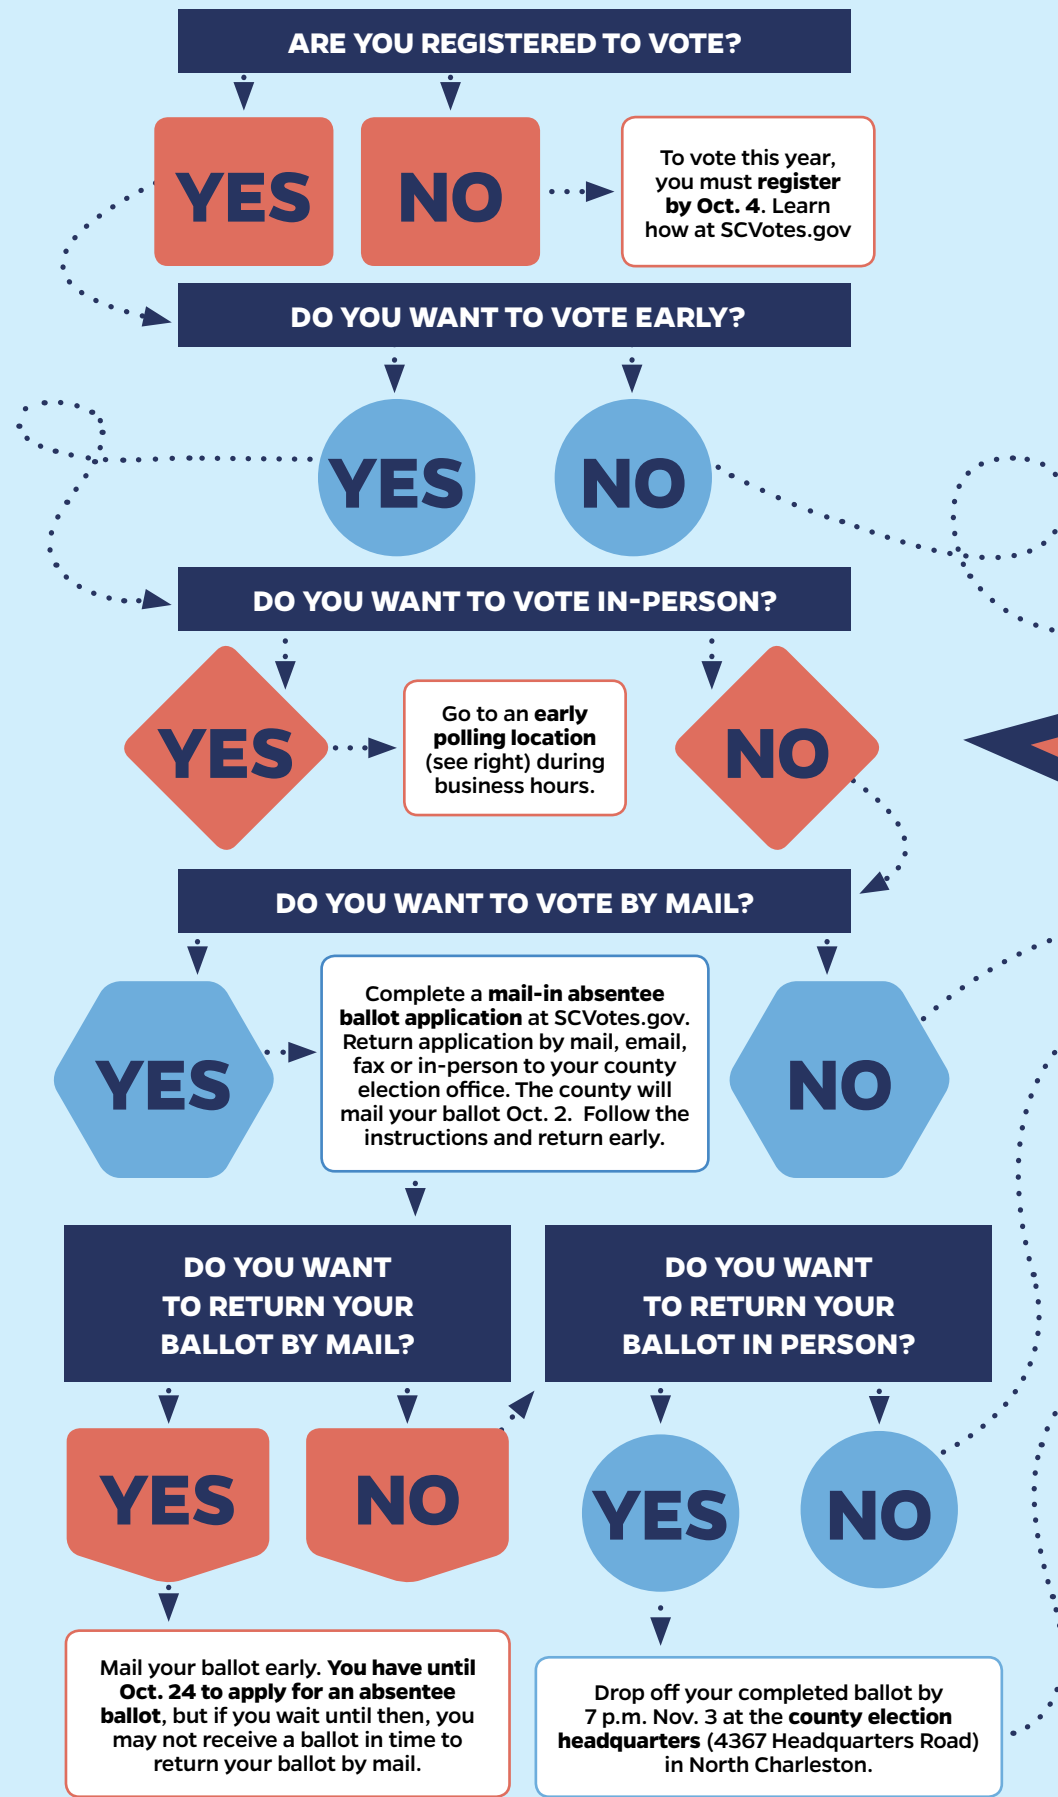 ARE YOU REGISTERED TO VOTE?
YES
NO
To vote this year,
you must register
by Oct. 4. Learn
how at SCVotes.gov
DO YOU WANT TO VOTE EARLY?
YES
NO
DO YOU WANT TO VOTE IN-PERSON?
YES
Go to an early
polling location
(see right) during
business hours.
NO
DO YOU WANT TO VOTE BY MAIL?
YES
Complete a mail-in absentee
ballot application at SCVotes.gov.
Return application by mail, email,
fax or in-person to your county
election office. The county will
mail your ballot Oct. 2. Follow the
instructions and return early.
NO
DO YOU WANT
TO RETURN YOUR
BALLOT BY MAIL?
DO YOU WANT
TO RETURN YOUR
BALLOT IN PERSON?
YES
NO
YES
NO
Mail your ballot early. You have until
Oct. 24 to apply for an absentee
ballot, but if you wait until then, you
may not receive a ballot in time to
return your ballot by mail.
Drop off your completed ballot by
7 p.m. Nov. 3 at the county election
headquarters (4367 Headquarters Road)
in North Charleston.